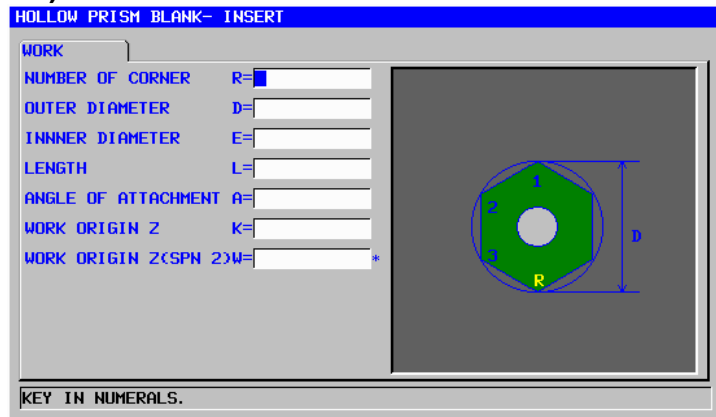 HOLLOW PRISM BLANK- INSERT
WORK
NUMBER OF CORNER R=
OUTER DIAMETER D=
INNNER DIAMETER E=
LENGTH L=
ANGLE OF ATTACHMENT A=
WORK ORIGIN Z K=
WORK ORIGIN Z(SPN 2)W= *
1
2
D
3
R
KEY IN NUMERALS.